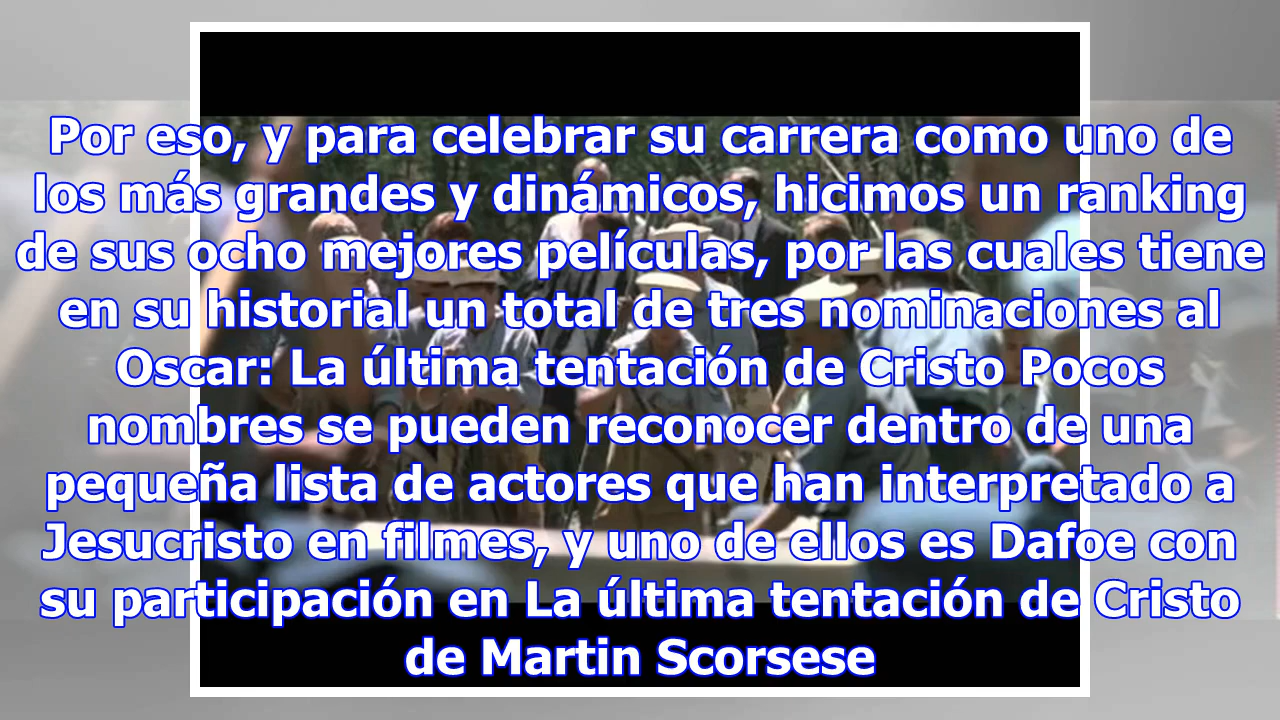 Por eso, y para celebrar su carrera como uno de
los más grandes y dinámicos, hicimos un ranking
de sus ocho mejores películas, por las cuales tiene
en su historial un total de tres nominaciones al
Oscar: La última tentación de Cristo Pocos
nombres se pueden reconocer dentro de una
pequeña lista de actores que han interpretado a
Jesucristo en filmes, y uno de ellos es Dafoe con
su participación en La última tentación de Cristo
de Martin Scorsese